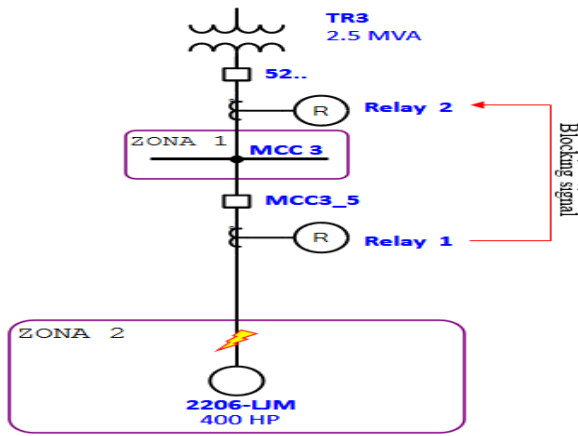 TR3
2.5 MVA
52..
R
Relay 2
ZONA 1
MCC 3
MCC3_5
R
Relay 1
Blocking signal
ZONA 2
2206-LJM
400 HP